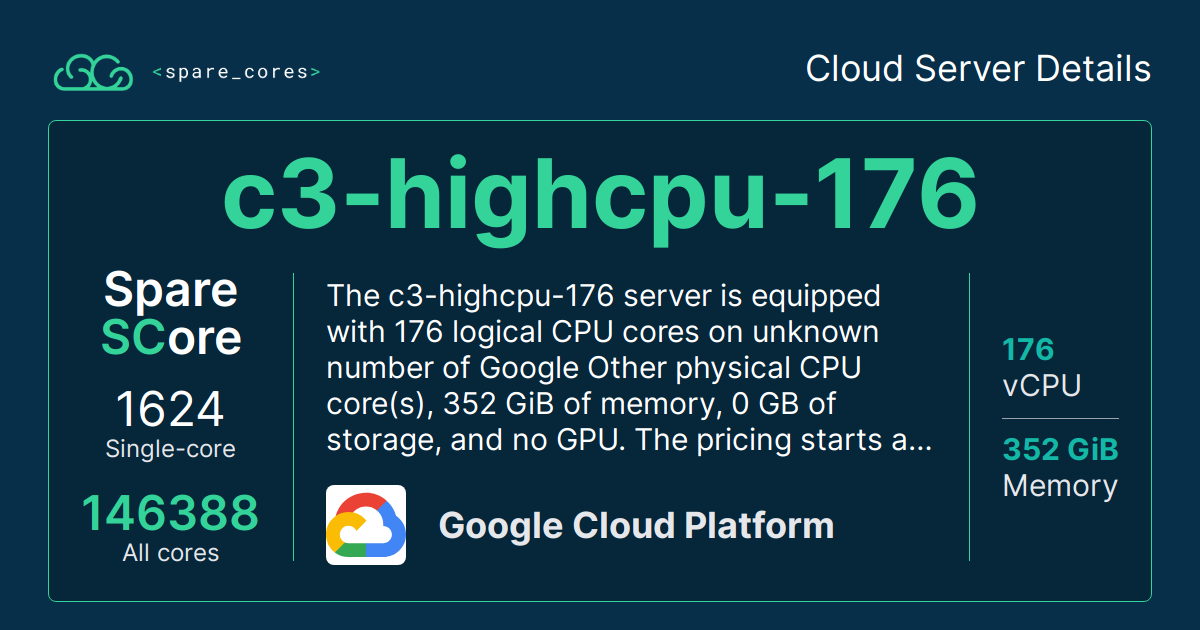 <spare_cores>
Cloud Server Details
c3-highcpu-176
Spare
SCore
1624
Single-core
146388
All cores
The c3-highcpu-176 server is equipped
with 176 logical CPU cores on unknown
number of Google Other physical CPU
core(s), 352 GiB of memory, 0 GB of
storage, and no GPU. The pricing starts a...
Google Cloud Platform
176
vCPU
352 GiB
Memory